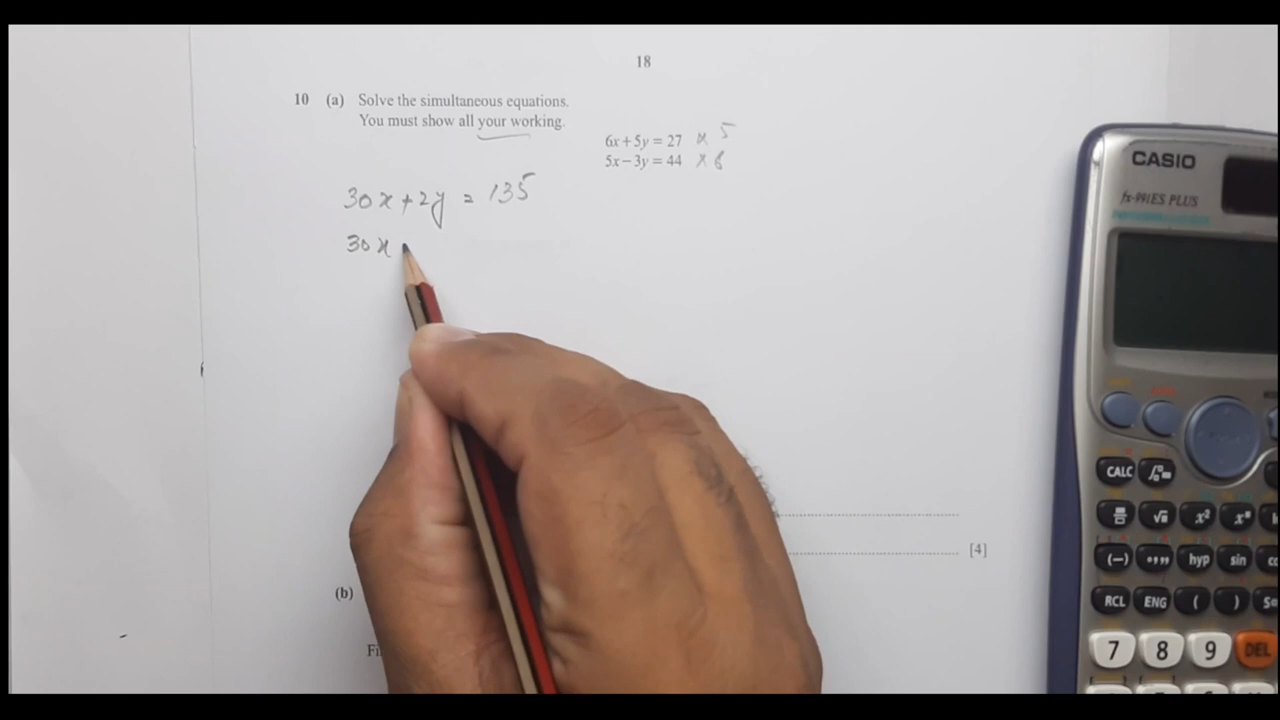 18
10 (a) Solve the simultaneous equations.
You must show all your working.
6x+5y = 27 × 5
5x−3y = 44 × 6
30x + 2y = 135
30x
[4]
(b)
CASIO
fx-991ES PLUS
CALC
√
x²
(−) hyp sin
RCL ENG ( )
7 8 9 DEL